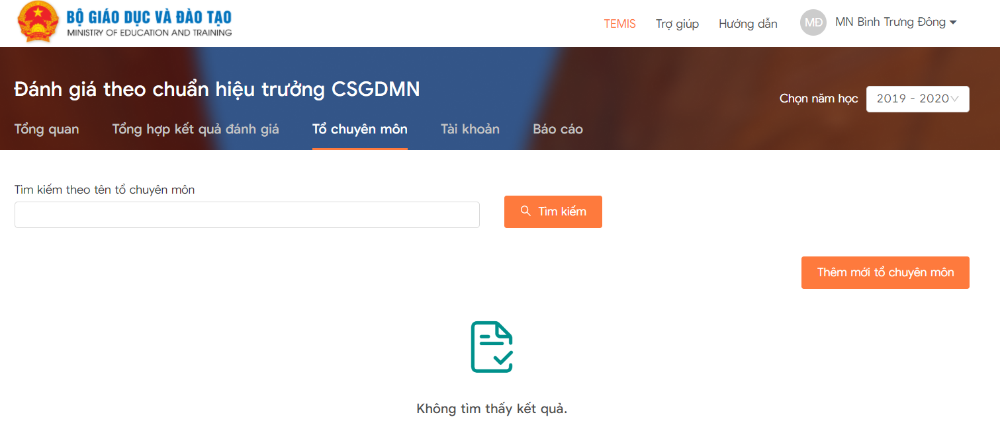 BỘ GIÁO DỤC VÀ ĐÀO TẠO
MINISTRY OF EDUCATION AND TRAINING
TEMIS Trợ giúp Hướng dẫn MĐ MN Bình Trưng Đông
Đánh giá theo chuẩn hiệu trưởng CSGDMN
Chọn năm học 2019 - 2020
Tổng quan Tổng hợp kết quả đánh giá Tổ chuyên môn Tài khoản Báo cáo
Tìm kiếm theo tên tổ chuyên môn
Tìm kiếm
Thêm mới tổ chuyên môn
Không tìm thấy kết quả.